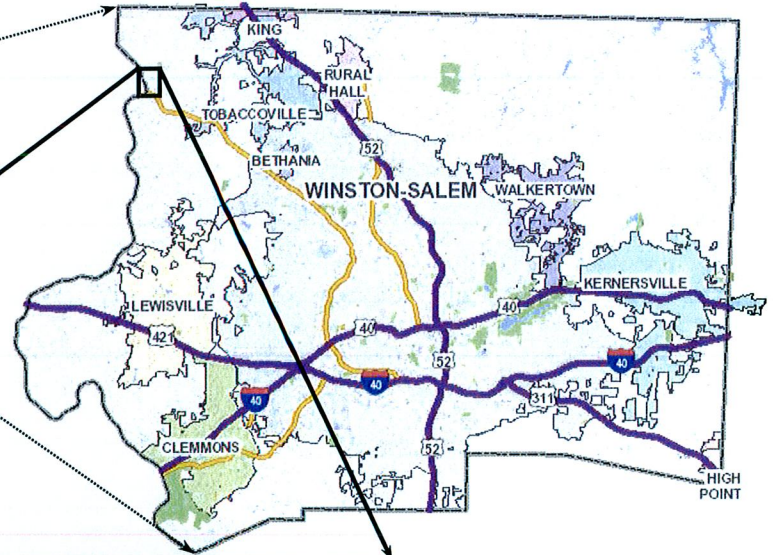 KING
RURAL
HALL
TOBACCOVILLE
52
BETHANIA
WINSTON-SALEM
WALKERTOWN
KERNERSVILLE
LEWISVILLE
40
421
40
52
40
40
40
311
CLEMMONS
52
HIGH
POINT